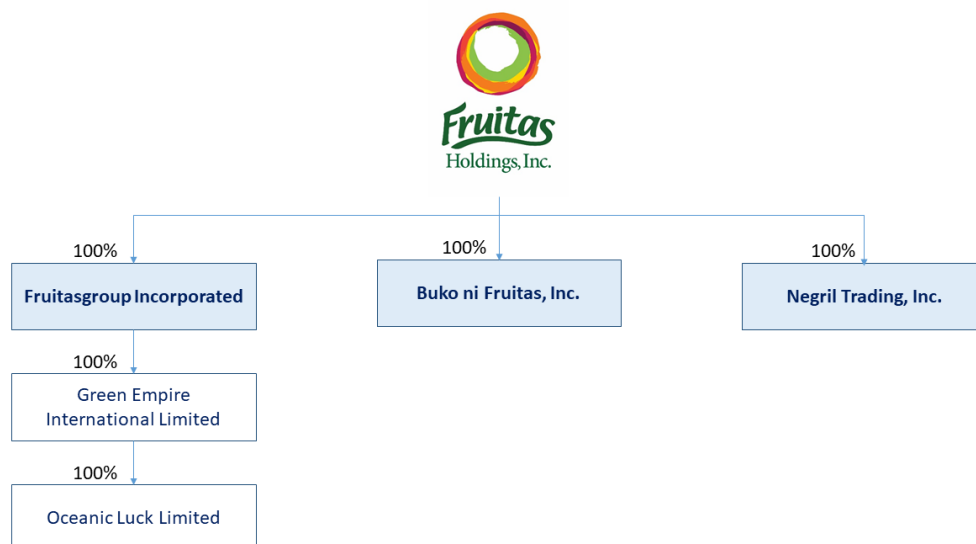 Fruitas
Holdings, Inc.
100%
100%
100%
Fruitasgroup Incorporated
Buko ni Fruitas, Inc.
Negril Trading, Inc.
100%
Green Empire
International Limited
100%
Oceanic Luck Limited